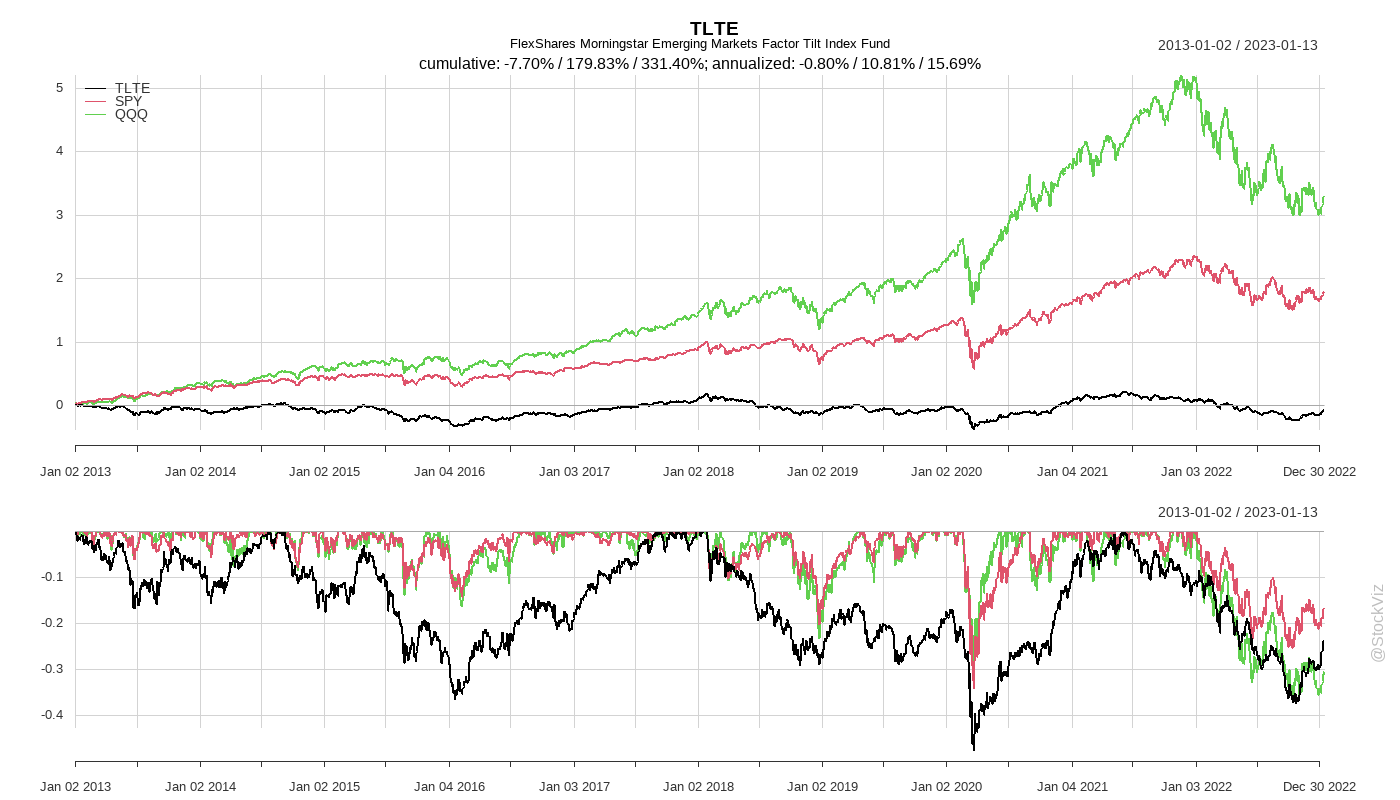 TLTE
FlexShares Morningstar Emerging Markets Factor Tilt Index Fund
2013-01-02 / 2023-01-13
cumulative: -7.70% / 179.83% / 331.40%; annualized: -0.80% / 10.81% / 15.69%
TLTE
SPY
QQQ
5
4
3
2
1
0
Jan 02 2013 Jan 02 2014 Jan 02 2015 Jan 04 2016 Jan 03 2017 Jan 02 2018 Jan 02 2019 Jan 02 2020 Jan 04 2021 Jan 03 2022 Dec 30 2022
2013-01-02 / 2023-01-13
-0.1
-0.2
-0.3
-0.4
Jan 02 2013 Jan 02 2014 Jan 02 2015 Jan 04 2016 Jan 03 2017 Jan 02 2018 Jan 02 2019 Jan 02 2020 Jan 04 2021 Jan 03 2022 Dec 30 2022
@StockViz